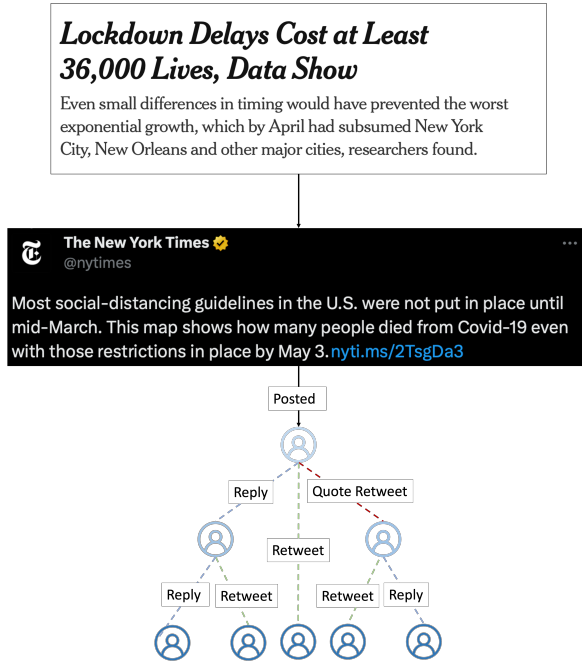 Lockdown Delays Cost at Least
36,000 Lives, Data Show
Even small differences in timing would have prevented the worst
exponential growth, which by April had subsumed New York
City, New Orleans and other major cities, researchers found.
The New York Times
@nytimes
Most social-distancing guidelines in the U.S. were not put in place until
mid-March. This map shows how many people died from Covid-19 even
with those restrictions in place by May 3. nyti.ms/2TsgDa3
Posted
Reply
Quote Retweet
Retweet
Reply
Retweet
Retweet
Reply